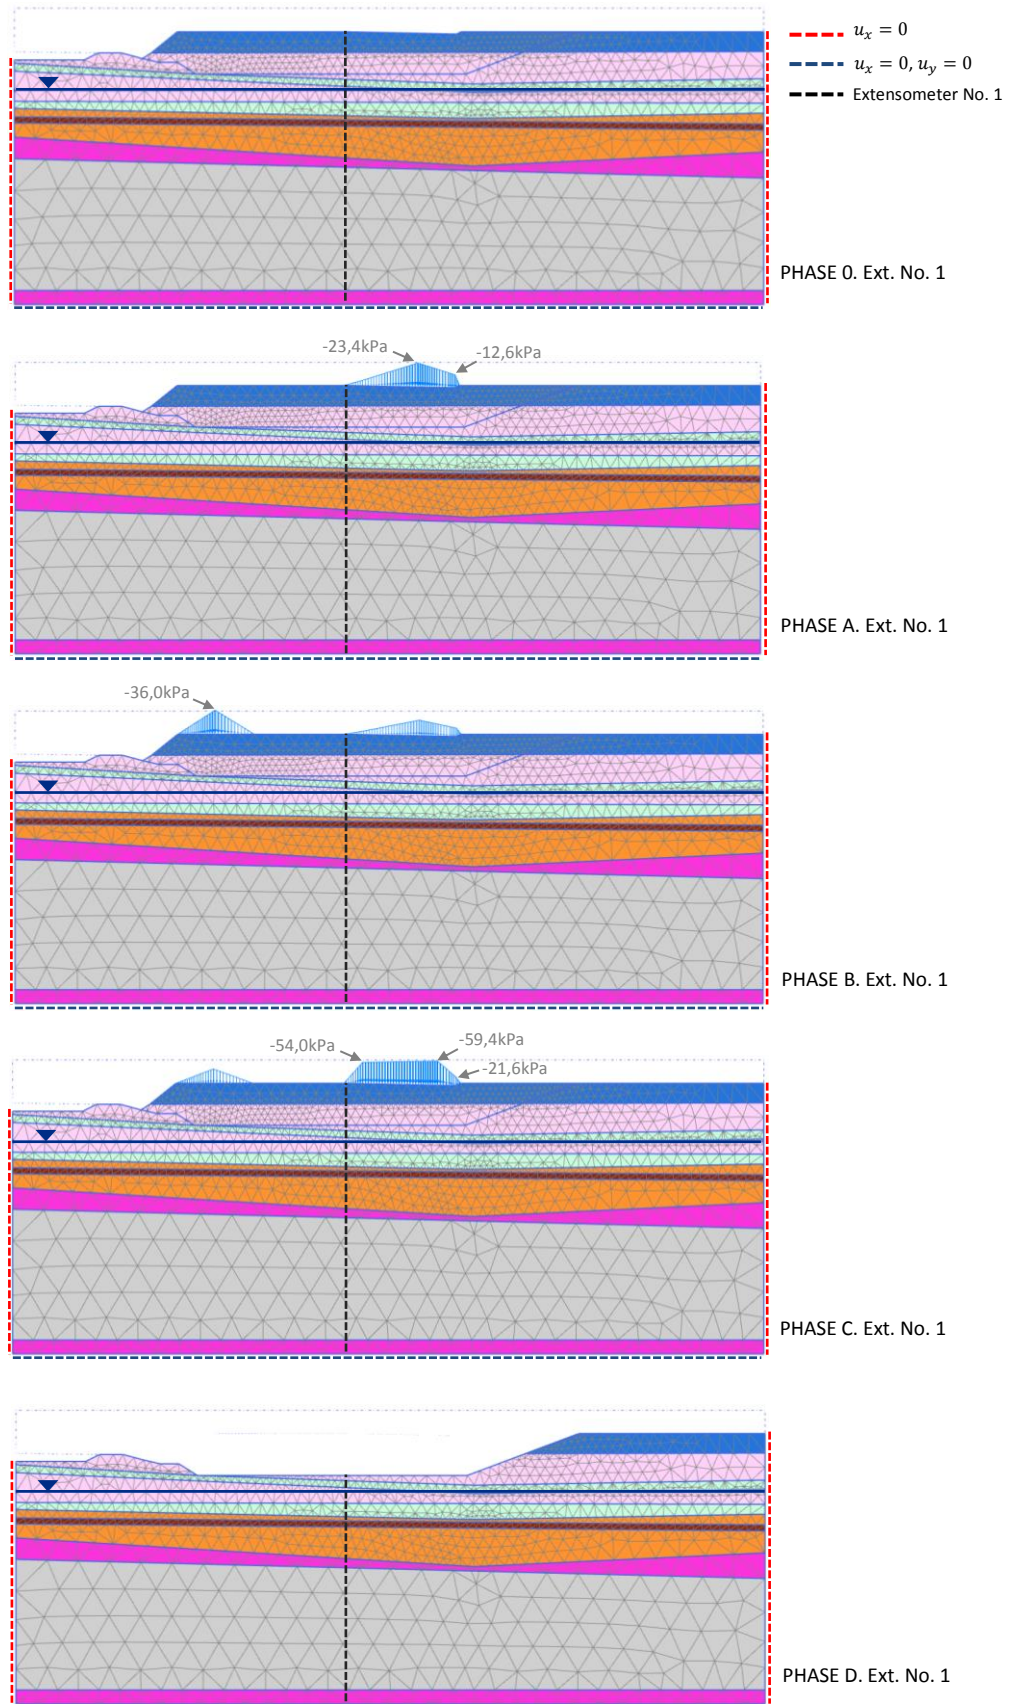 u_x = 0
u_x = 0, u_y = 0
Extensometer No. 1
PHASE 0. Ext. No. 1
-23,4kPa
-12,6kPa
PHASE A. Ext. No. 1
-36,0kPa
PHASE B. Ext. No. 1
-54,0kPa
-59,4kPa
-21,6kPa
PHASE C. Ext. No. 1
PHASE D. Ext. No. 1